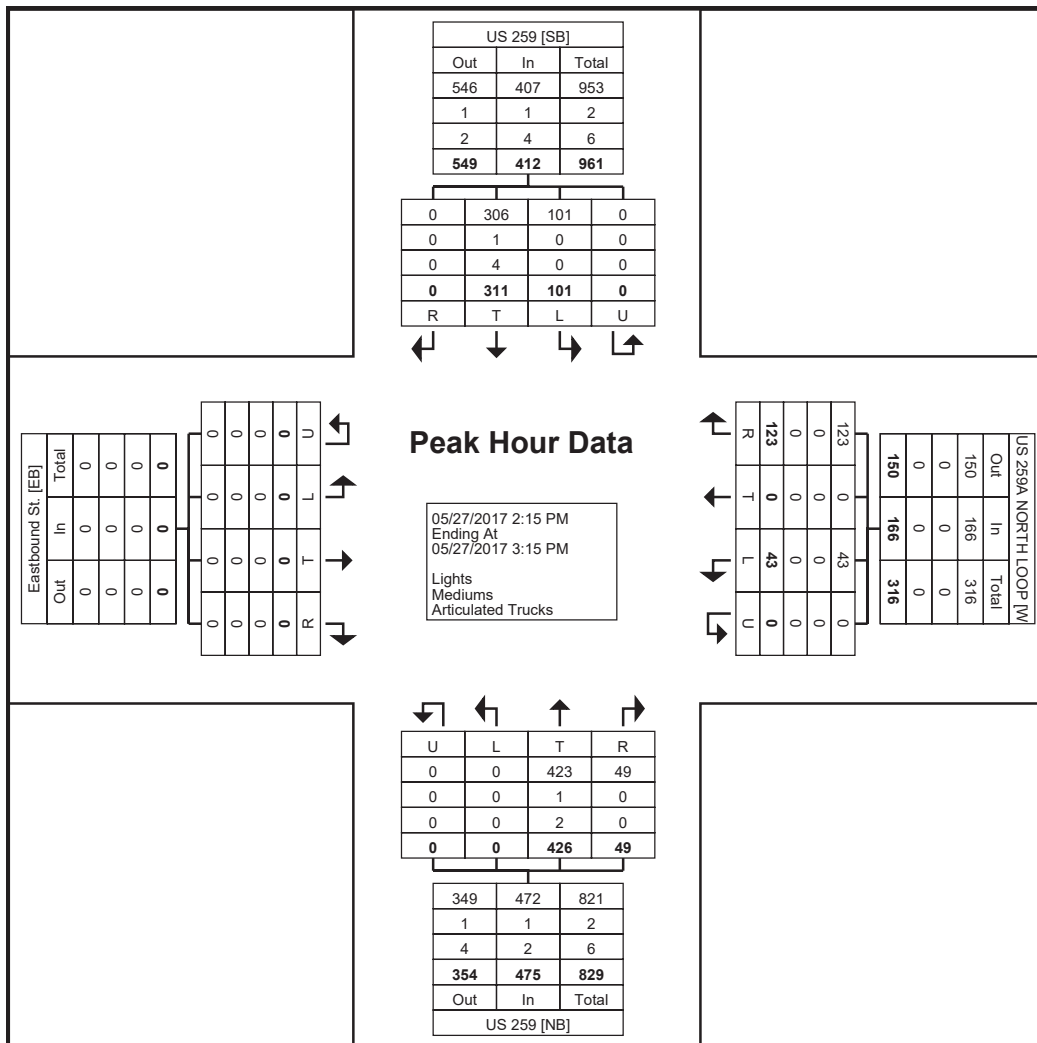 US 259 [SB]
Out In Total
546 407 953
1 1 2
2 4 6
549 412 961
0 306 101 0
0 1 0 0
0 4 0 0
0 311 101 0
R T L U
Eastbound St. [EB]
Total In Out
0 0 0
0 0 0
0 0 0
0 0 0
0 0 0 0
0 0 0 0
0 0 0 0
0 0 0 0
U L T R
Peak Hour Data
05/27/2017 2:15 PM
Ending At
05/27/2017 3:15 PM
Lights
Mediums
Articulated Trucks
R T L U
123 0 43 0
0 0 0 0
0 0 0 0
123 0 43 0
US 259A NORTH LOOP [W
Out In Total
150 166 316
0 0 0
0 0 0
150 166 316
U L T R
0 0 423 49
0 0 1 0
0 0 2 0
0 0 426 49
349 472 821
1 1 2
4 2 6
354 475 829
Out In Total
US 259 [NB]